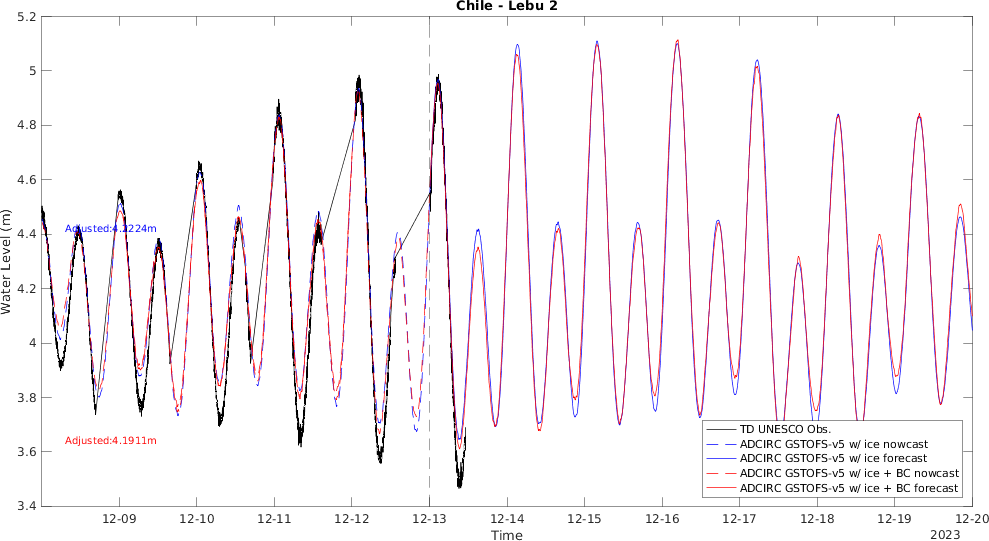 Chile - Lebu 2
5.2
5
4.8
4.6
4.4
4.2
4
3.8
3.6
3.4
Water Level (m)
Adjusted:4.2224m
Adjusted:4.1911m
TD UNESCO Obs.
ADCIRC GSTOFS-v5 w/ ice nowcast
ADCIRC GSTOFS-v5 w/ ice forecast
ADCIRC GSTOFS-v5 w/ ice + BC nowcast
ADCIRC GSTOFS-v5 w/ ice + BC forecast
12-09 12-10 12-11 12-12 12-13 12-14 12-15 12-16 12-17 12-18 12-19 12-20
Time
2023